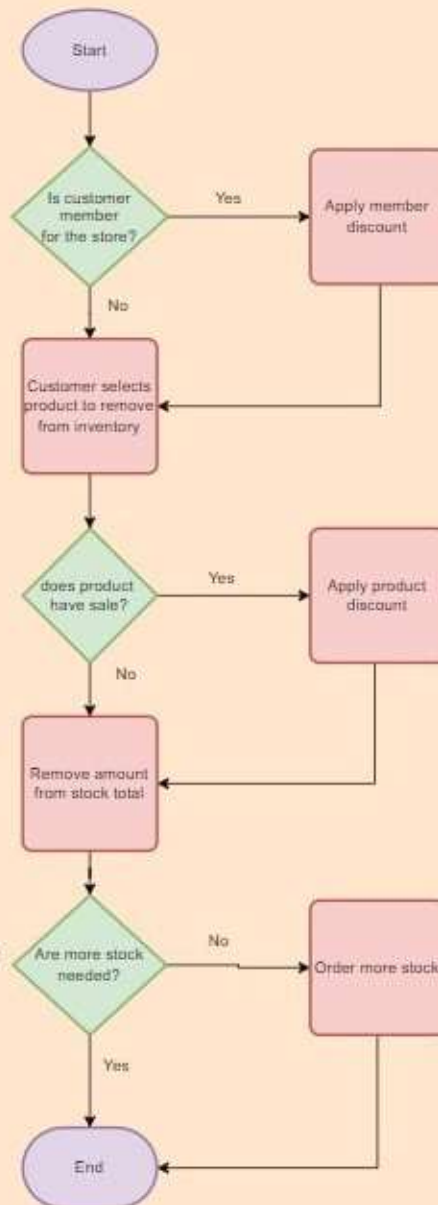 Start
Is customer
member
for the store?
Yes
Apply member
discount
No
Customer selects
product to remove
from inventory
does product
have sale?
Yes
Apply product
discount
No
Remove amount
from stock total
Are more stock
needed?
No
Order more stock
Yes
End